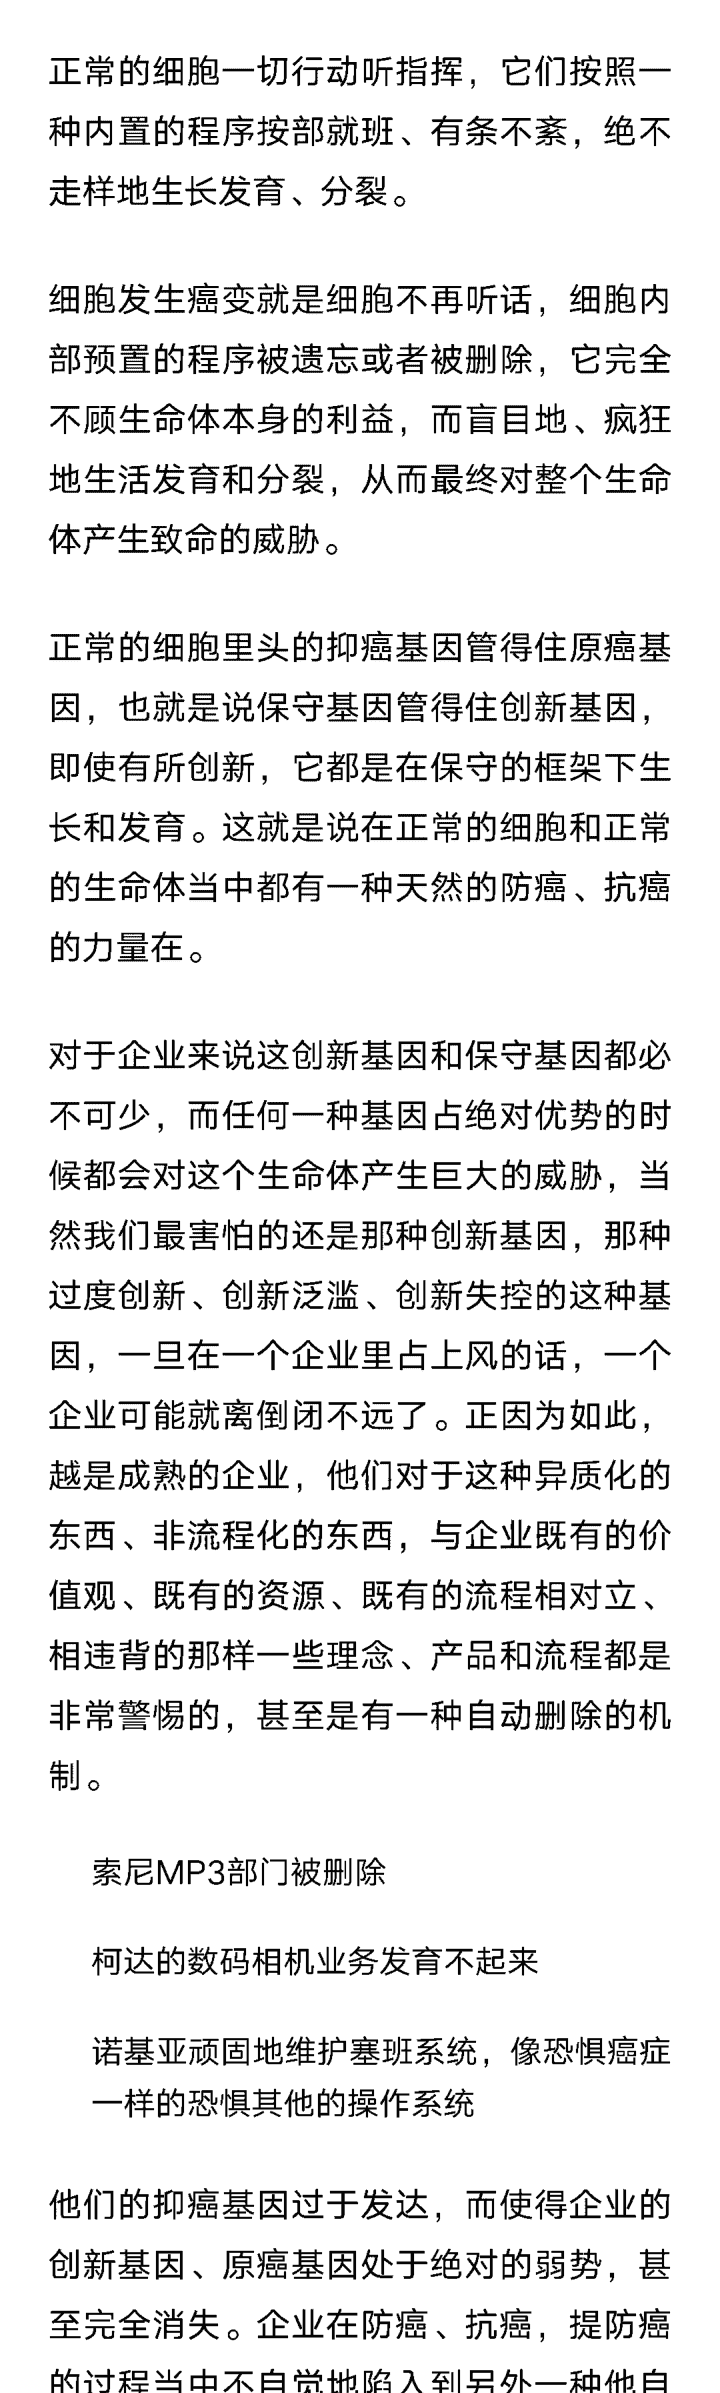 正常的细胞一切行动听指挥，它们按照一
种内置的程序按部就班、有条不紊，绝不
走样地生长发育、分裂。
细胞发生癌变就是细胞不再听话，细胞内
部预置的程序被遗忘或者被删除，它完全
不顾生命体本身的利益，而盲目地、疯狂
地生活发育和分裂，从而最终对整个生命
体产生致命的威胁。
正常的细胞里头的抑癌基因管得住原癌基
因，也就是说保守基因管得住创新基因，
即使有所创新，它都是在保守的框架下生
长和发育。这就是说在正常的细胞和正常
的生命体当中都有一种天然的防癌、抗癌
的力量在。
对于企业来说这创新基因和保守基因都必
不可少，而任何一种基因占绝对优势的时
候都会对这个生命体产生巨大的威胁，当
然我们最害怕的还是那种创新基因，那种
过度创新、创新泛滥、创新失控的这种基
因，一旦在一个企业里占上风的话，一个
企业可能就离倒闭不远了。正因为如此，
越是成熟的企业，他们对于这种异质化的
东西、非流程化的东西，与企业既有的价
值观、既有的资源、既有的流程相对立、
相违背的那样一些理念、产品和流程都是
非常警惕的，甚至是有一种自动删除的机
制。
索尼MP3部门被删除
柯达的数码相机业务发育不起来
诺基亚顽固地维护塞班系统，像恐惧癌症
一样的恐惧其他的操作系统
他们的抑癌基因过于发达，而使得企业的
创新基因、原癌基因处于绝对的弱势，甚
至完全消失。企业在防癌、抗癌，提防癌
的过程当中不自觉地陷入到另外一种他自